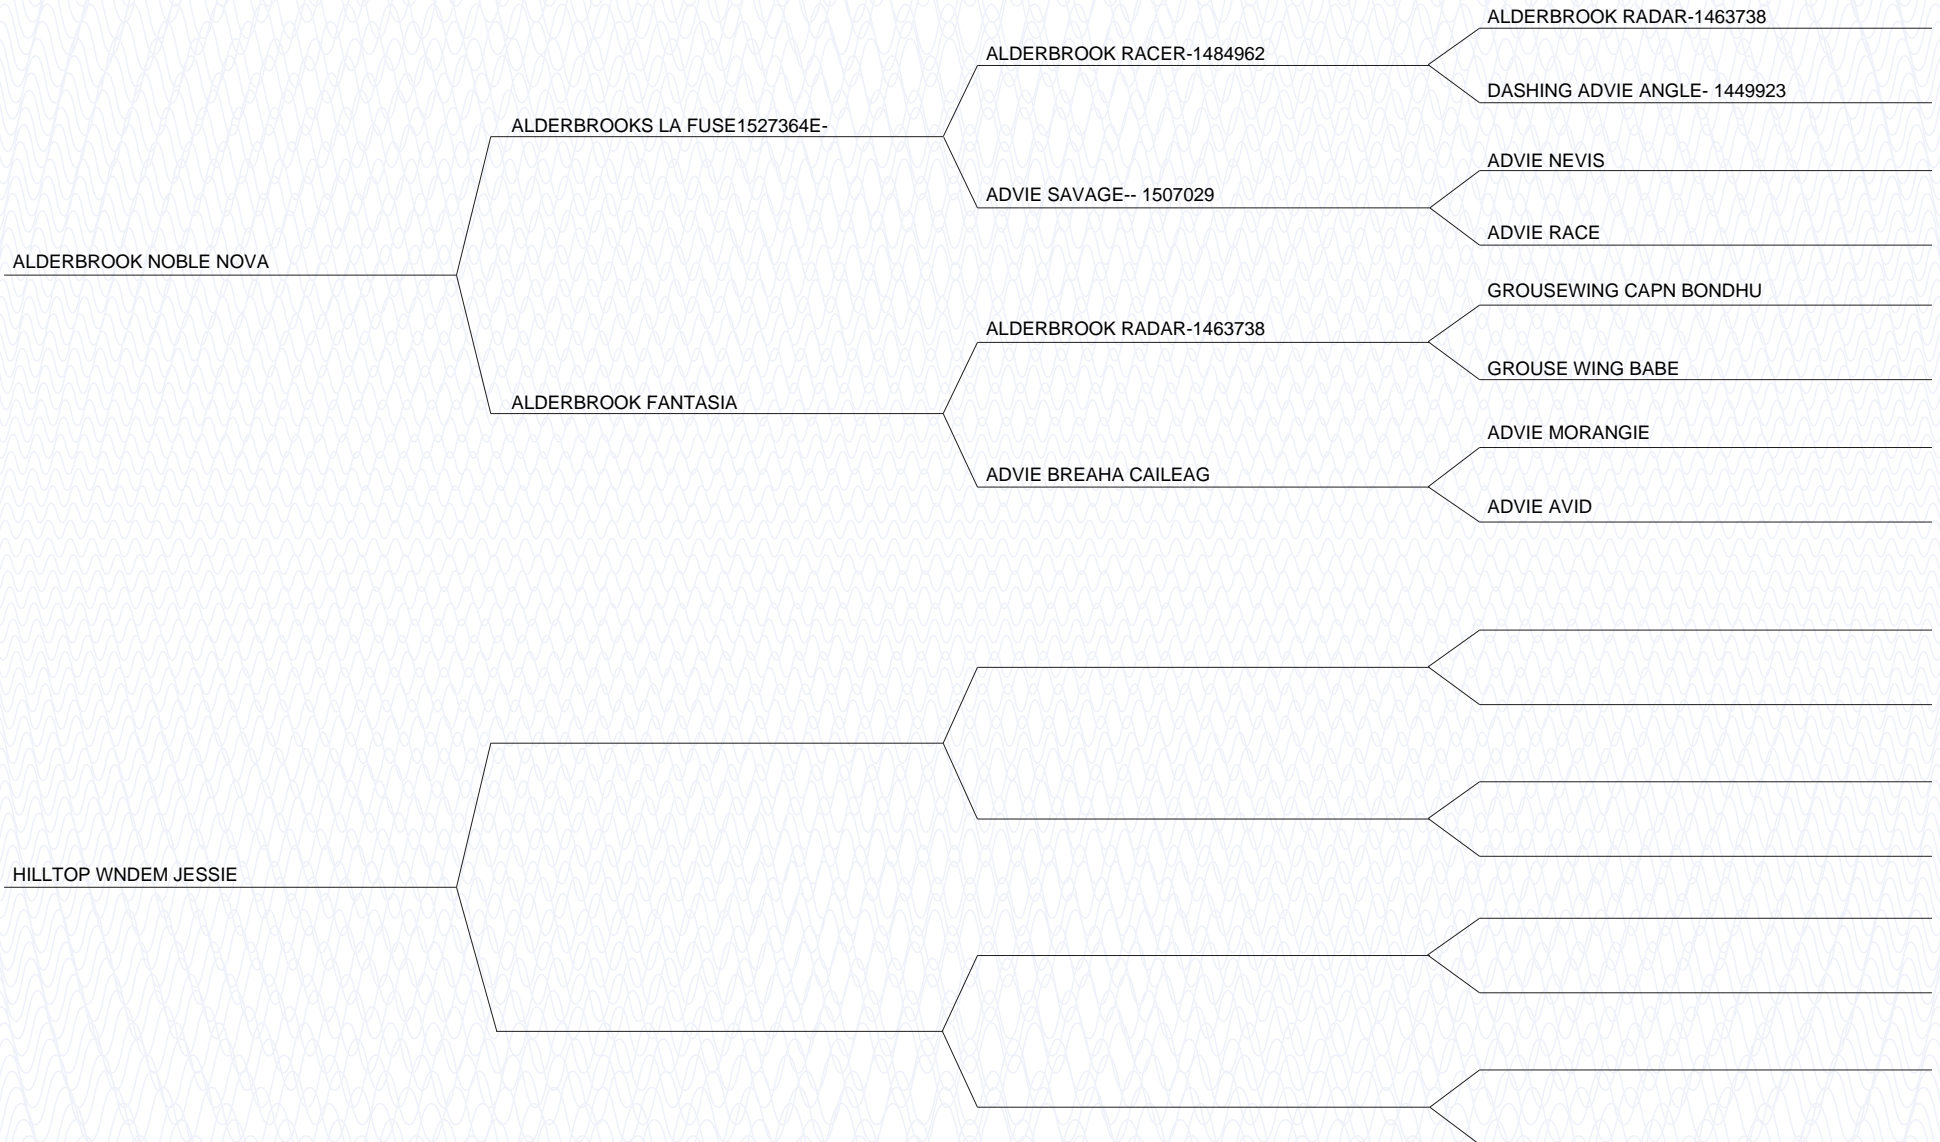 ALDERBROOK RADAR-1463738
ALDERBROOK RACER-1484962
DASHING ADVIE ANGLE- 1449923
ALDERBROOKS LA FUSE1527364E-
ADVIE NEVIS
ADVIE SAVAGE-- 1507029
ADVIE RACE
ALDERBROOK NOBLE NOVA
GROUSEWING CAPN BONDHU
ALDERBROOK RADAR-1463738
GROUSE WING BABE
ALDERBROOK FANTASIA
ADVIE MORANGIE
ADVIE BREAHA CAILEAG
ADVIE AVID
HILLTOP WNDEM JESSIE